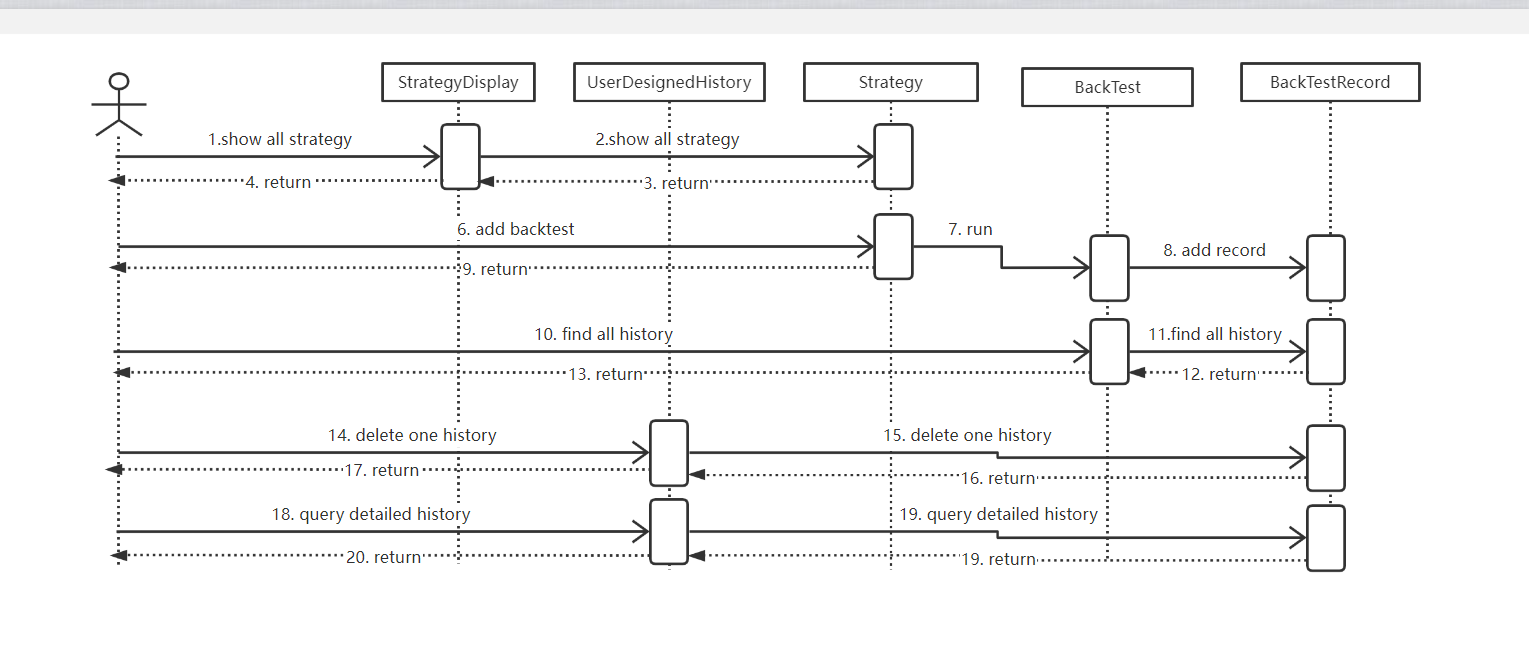 StrategyDisplay
UserDesignedHistory
Strategy
BackTest
BackTestRecord
1.show all strategy
2.show all strategy
4. return
3. return
6. add backtest
7. run
8. add record
9. return
10. find all history
11.find all history
13. return
12. return
14. delete one history
15. delete one history
17. return
16. return
18. query detailed history
19. query detailed history
20. return
19. return